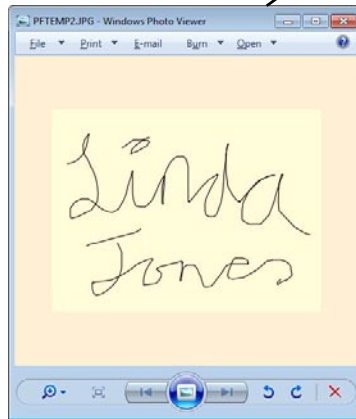 PFTEMP2.JPG - Windows Photo Viewer
File Print E-mail Burn Open
Linda
Jones